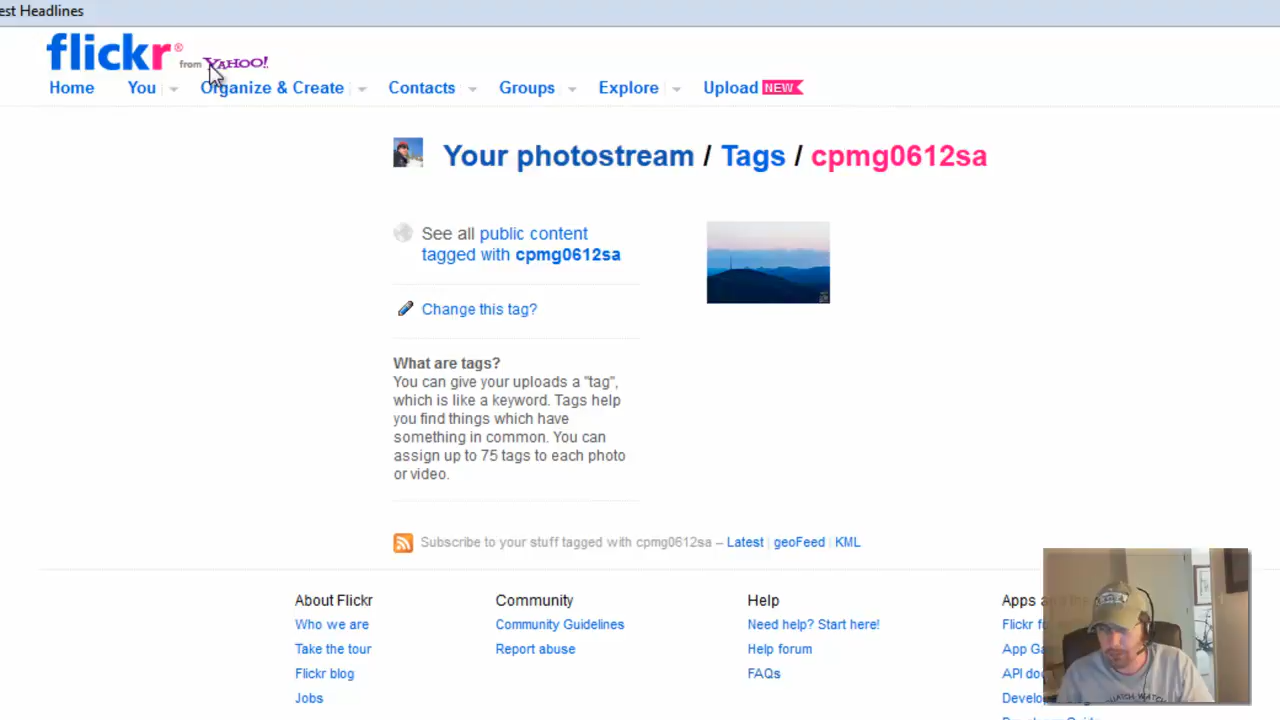 est Headlines
flickr® from YAHOO!
Home You Organize & Create Contacts Groups Explore Upload NEW
Your photostream / Tags / cpmg0612sa
See all public content
tagged with cpmg0612sa
Change this tag?
What are tags?
You can give your uploads a "tag",
which is like a keyword. Tags help
you find things which have
something in common. You can
assign up to 75 tags to each photo
or video.
Subscribe to your stuff tagged with cpmg0612sa – Latest | geoFeed | KML
About Flickr
Who we are
Take the tour
Flickr blog
Jobs
Community
Community Guidelines
Report abuse
Help
Need help? Start here!
Help forum
FAQs
Apps a
Flickr f
App Ga
API do
Develo